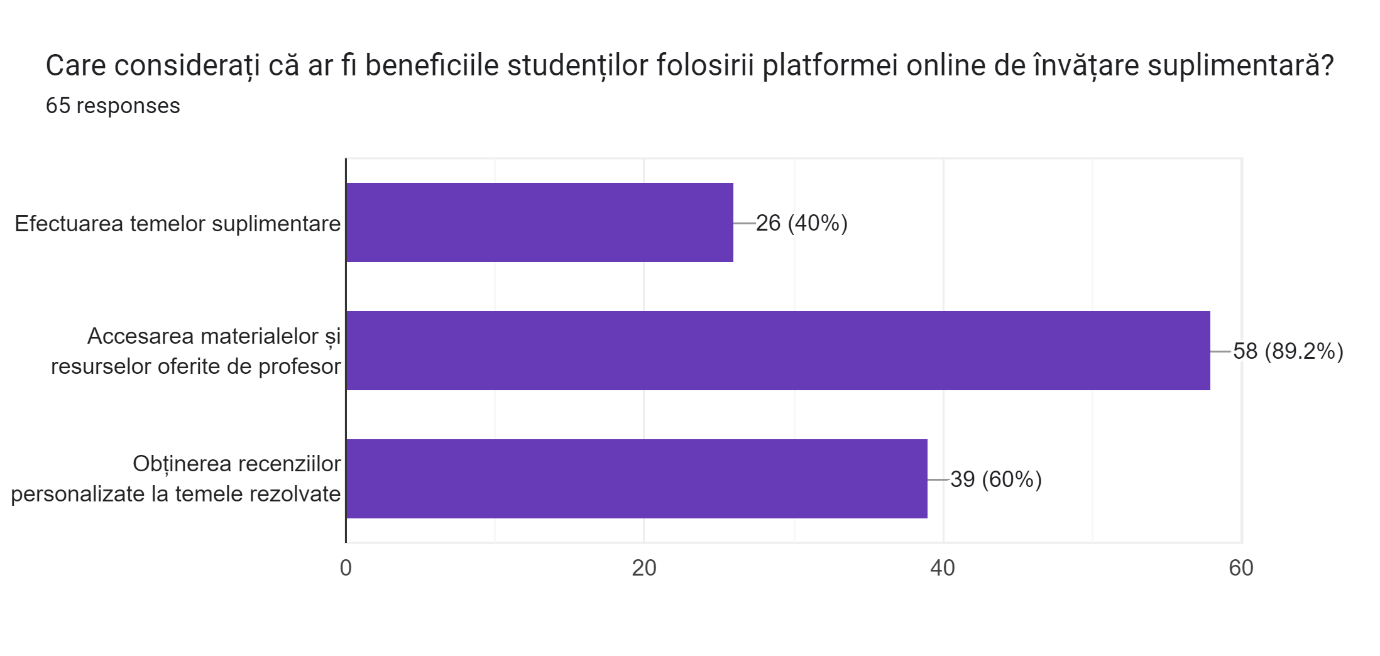 Care considerați că ar fi beneficiile studenților folosirii platformei online de învățare suplimentară?
65 responses
Efectuarea temelor suplimentare
26 (40%)
Accesarea materialelor și
resurselor oferite de profesor
58 (89.2%)
Obținerea recenziilor
personalizate la temele rezolvate
39 (60%)
0 20 40 60